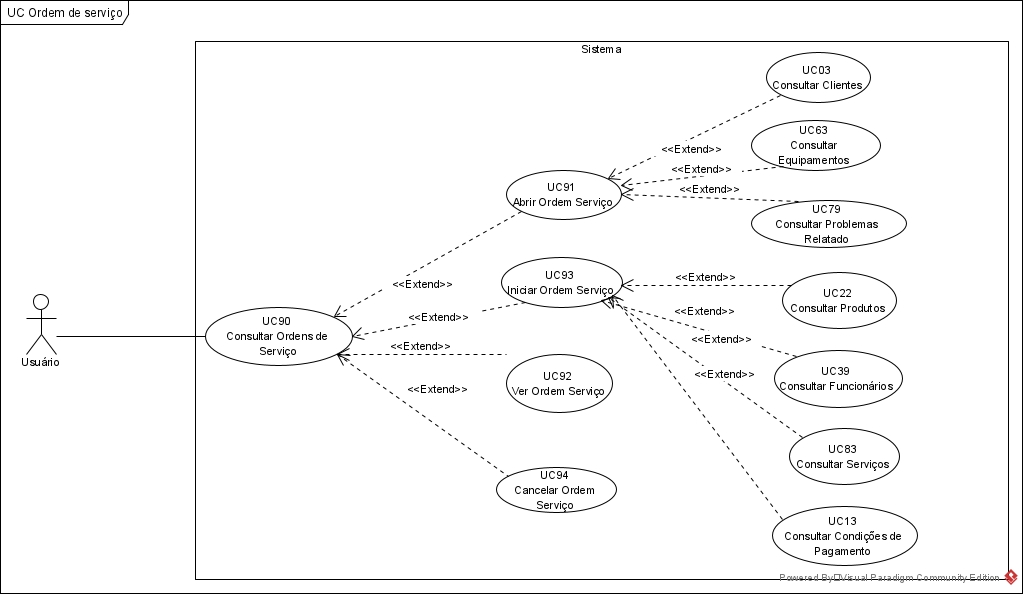 UC Ordem de serviço
Sistema
UC03
Consultar Clientes
UC63
Consultar
Equipamentos
<<Extend>>
<<Extend>>
<<Extend>>
UC91
Abrir Ordem Serviço
UC79
Consultar Problemas
Relatado
UC93
Iniciar Ordem Serviço
<<Extend>>
<<Extend>>
UC22
Consultar Produtos
<<Extend>>
<<Extend>>
UC90
Consultar Ordens de
Serviço
<<Extend>>
<<Extend>>
Usuário
UC92
Ver Ordem Serviço
<<Extend>>
UC39
Consultar Funcionários
<<Extend>>
UC83
Consultar Serviços
UC94
Cancelar Ordem
Serviço
UC13
Consultar Condições de
Pagamento
Powered By Visual Paradigm Community Edition